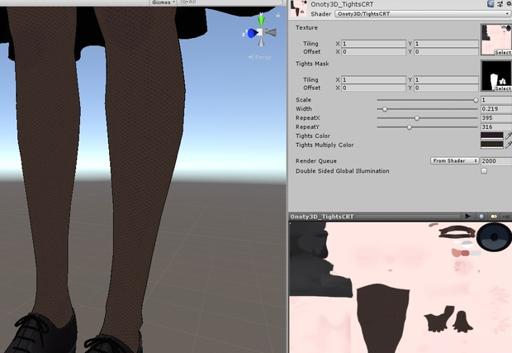 Gizmos
Persp
Onoty3D_TightsCRT
Shader
Onoty3D/TightsCRT
Texture
Tiling X 1 Y 1
Offset X 0 Y 0
Select
Tights Mask
Tiling X 1 Y 1
Offset X 0 Y 0
Select
Scale 1
Width 0.219
RepeatX 395
RepeatY 316
Tights Color
Tights Multiply Color
Render Queue From Shader 2000
Double Sided Global Illumination
Onoty3D_TightsCRT